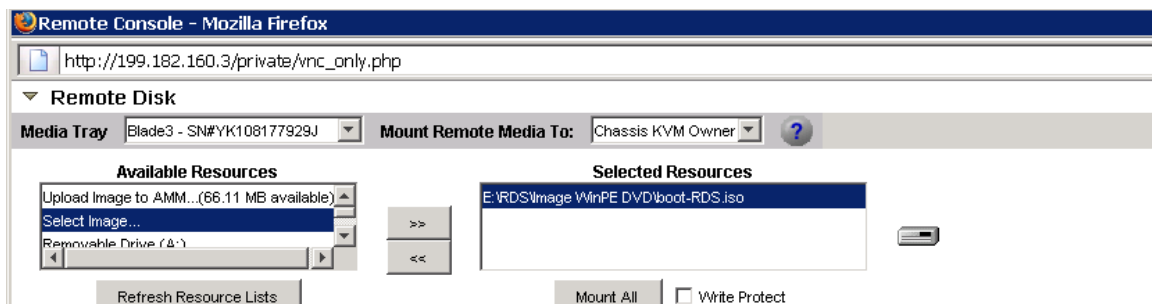 Remote Console - Mozilla Firefox
http://199.182.160.3/private/vnc_only.php
Remote Disk
Media Tray Blade3 - SN#YK108177929J Mount Remote Media To: Chassis KVM Owner ?
Available Resources Selected Resources
Upload Image to AMM...(66.11 MB available) E:\RDS\Image WinPE DVD\boot-RDS.iso
Select Image... >>
Removable Drive (A:) <<
Refresh Resource Lists Mount All Write Protect